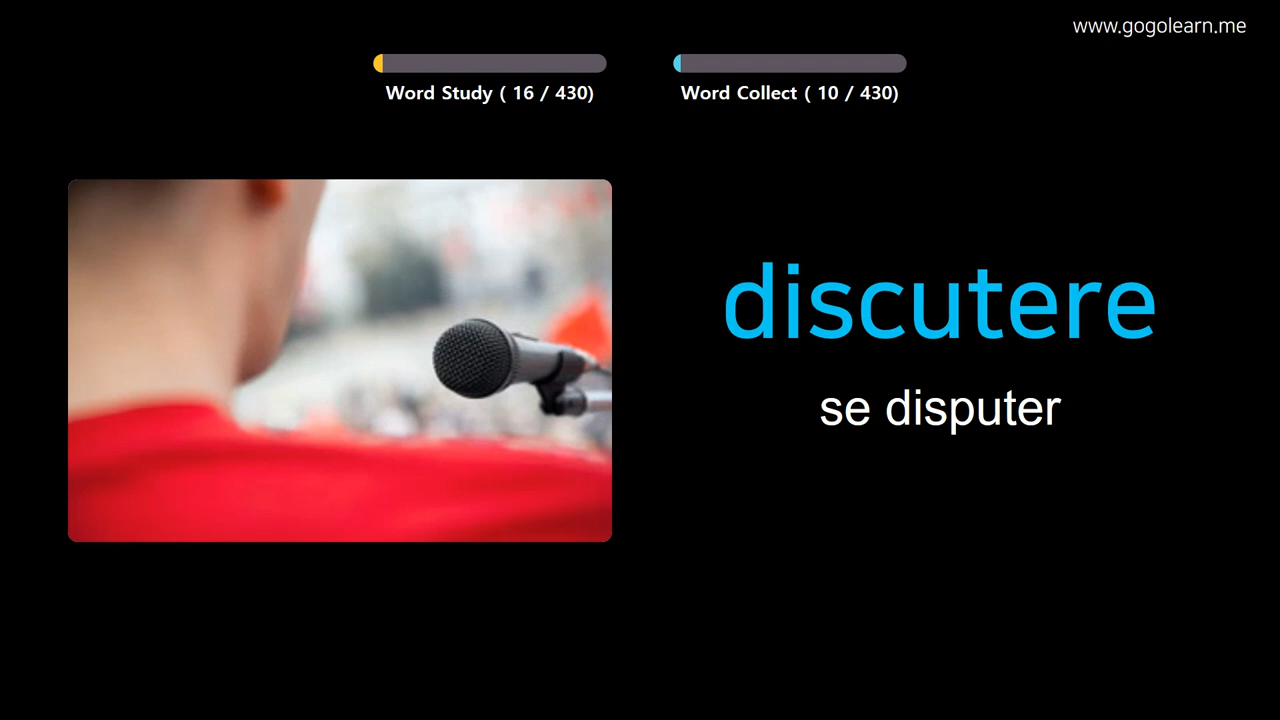 www.gogolearn.me
Word Study ( 16 / 430)
Word Collect ( 10 / 430)
discutere
se disputer